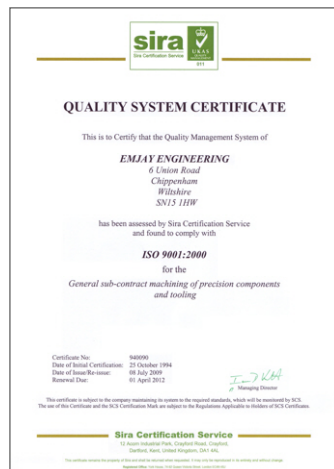 sira
Sira Certification Service
UKAS
011
QUALITY SYSTEM CERTIFICATE
This is to Certify that the Quality Management System of
EMJAY ENGINEERING
6 Union Road
Chippenham
Wiltshire
SN15 1HW
has been assessed by Sira Certification Service
and found to comply with
ISO 9001:2000
for the
General sub-contract machining of precision components
and tooling
Certificate No: 940090
Date of Initial Certification: 25 October 1994
Date of Issue/Re-issue: 08 July 2009
Renewal Due: 01 April 2012
Managing Director
This certificate is subject to the company maintaining its system to the required standards, which will be monitored by SCS.
The use of this Certificate and the SCS Certification Mark are subject to the Regulations Applicable to Holders of SCS Certificates.
Sira Certification Service
12 Acorn Industrial Park, Crayford Road, Crayford,
Dartford, Kent, United Kingdom, DA1 4AL